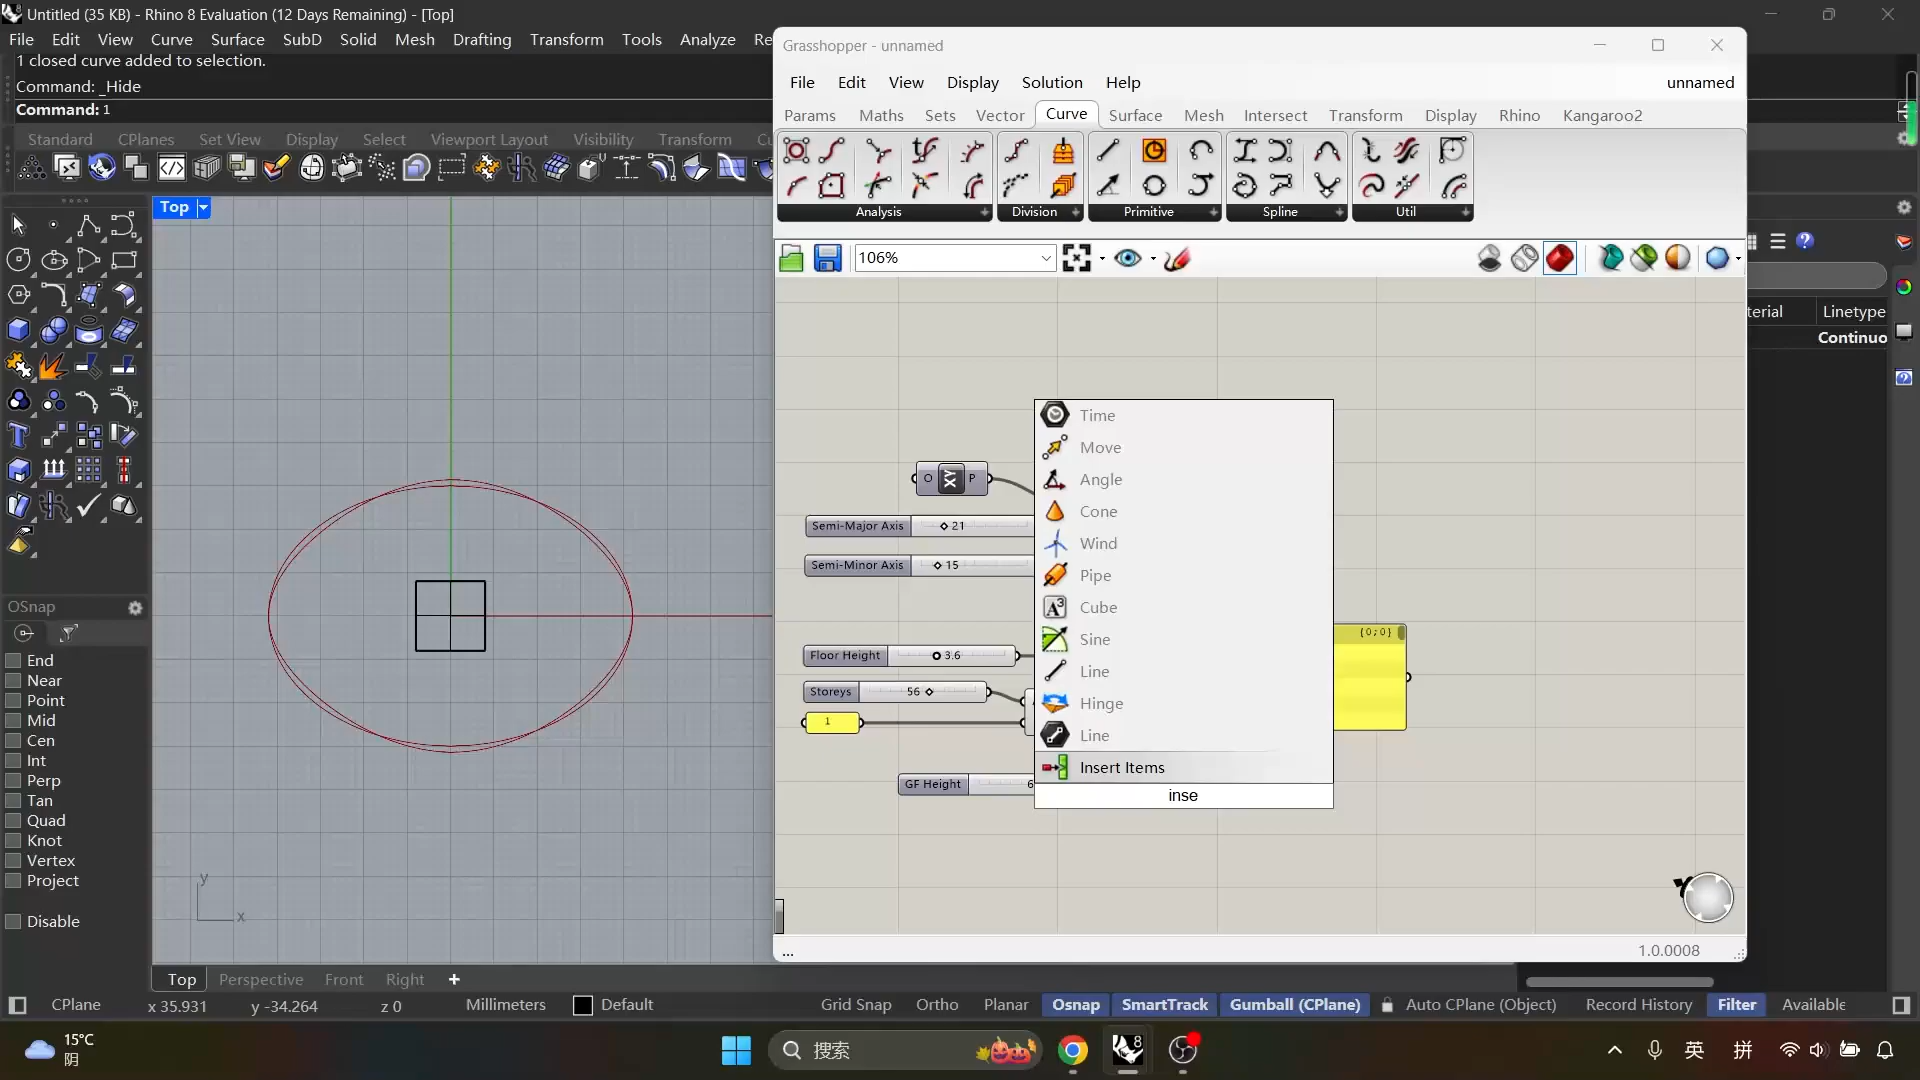 Untitled (35 KB) - Rhino 8 Evaluation (12 Days Remaining) - [Top]
File Edit View Curve Surface SubD Solid Mesh Drafting Transform Tools Analyze Re
1 closed curve added to selection.
Command: _Hide
Command: 1
Standard CPlanes Set View Display Select Viewport Layout Visibility Transform Cu
Top
Grasshopper - unnamed
File Edit View Display Solution Help unnamed
Params Maths Sets Vector Curve Surface Mesh Intersect Transform Display Rhino Kangaroo2
Analysis Division Primitive Spline Util
106%
terial Linetype
Continuo
O XY P
Semi-Major Axis 21
Semi-Minor Axis 15
Floor Height 3.6
Storeys 56
1
GF Height 6
{0;0}
Time
Move
Angle
Cone
Wind
Pipe
Cube
Sine
Line
Hinge
Line
Insert Items
inse
...
1.0.0008
OSnap
End
Near
Point
Mid
Cen
Int
Perp
Tan
Quad
Knot
Vertex
Project
Disable
y
x
Top Perspective Front Right
CPlane x 35.931 y -34.264 z 0 Millimeters Default Grid Snap Ortho Planar Osnap SmartTrack Gumball (CPlane) Auto CPlane (Object) Record History Filter Available
15°C
阴
搜索
英 拼